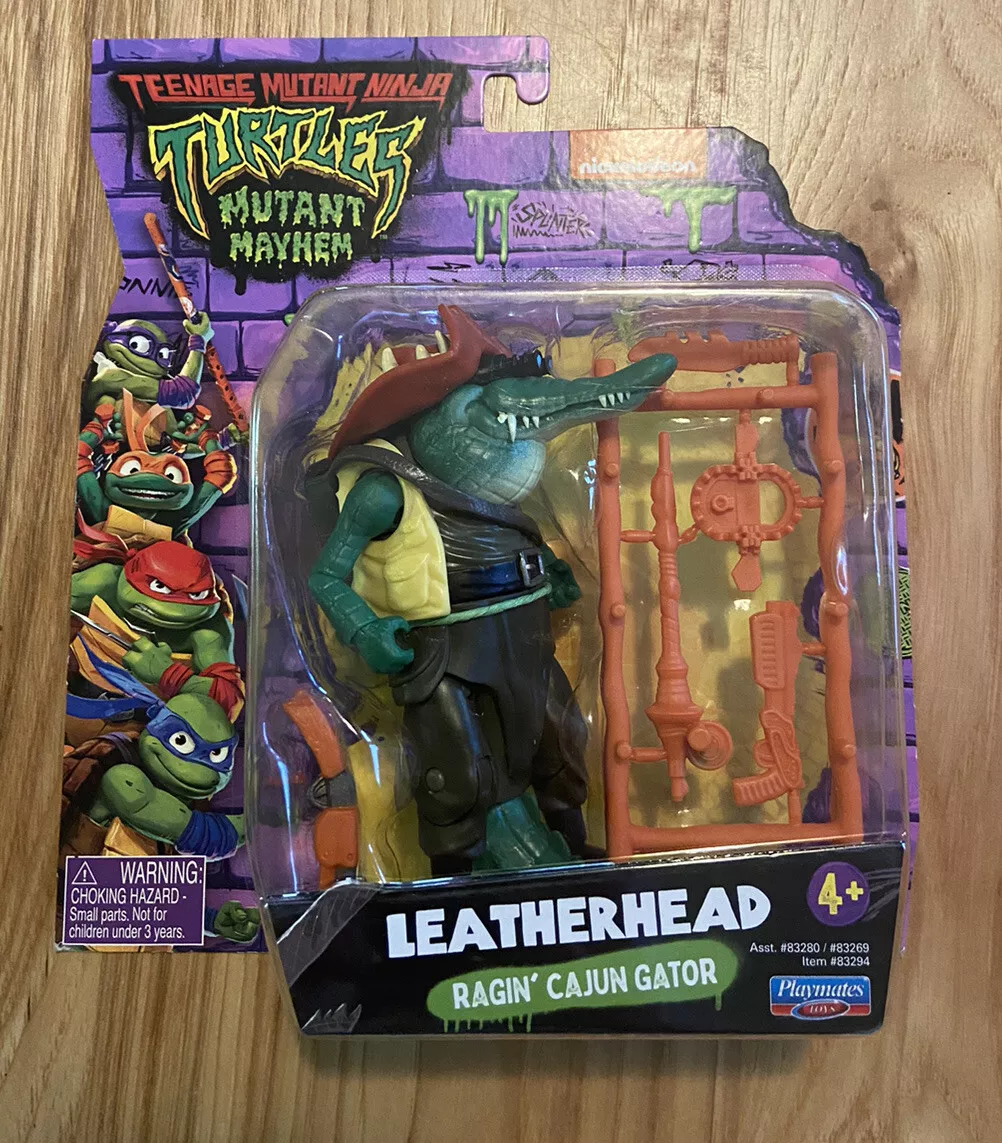 TEENAGE MUTANT NINJA
TURTLES
MUTANT
MAYHEM
nickelodeon
SPLINTER
WARNING:
CHOKING HAZARD -
Small parts. Not for
children under 3 years.
LEATHERHEAD
4+
RAGIN' CAJUN GATOR
Asst. #83280 / #83269
Item #83294
Playmates
TOYS